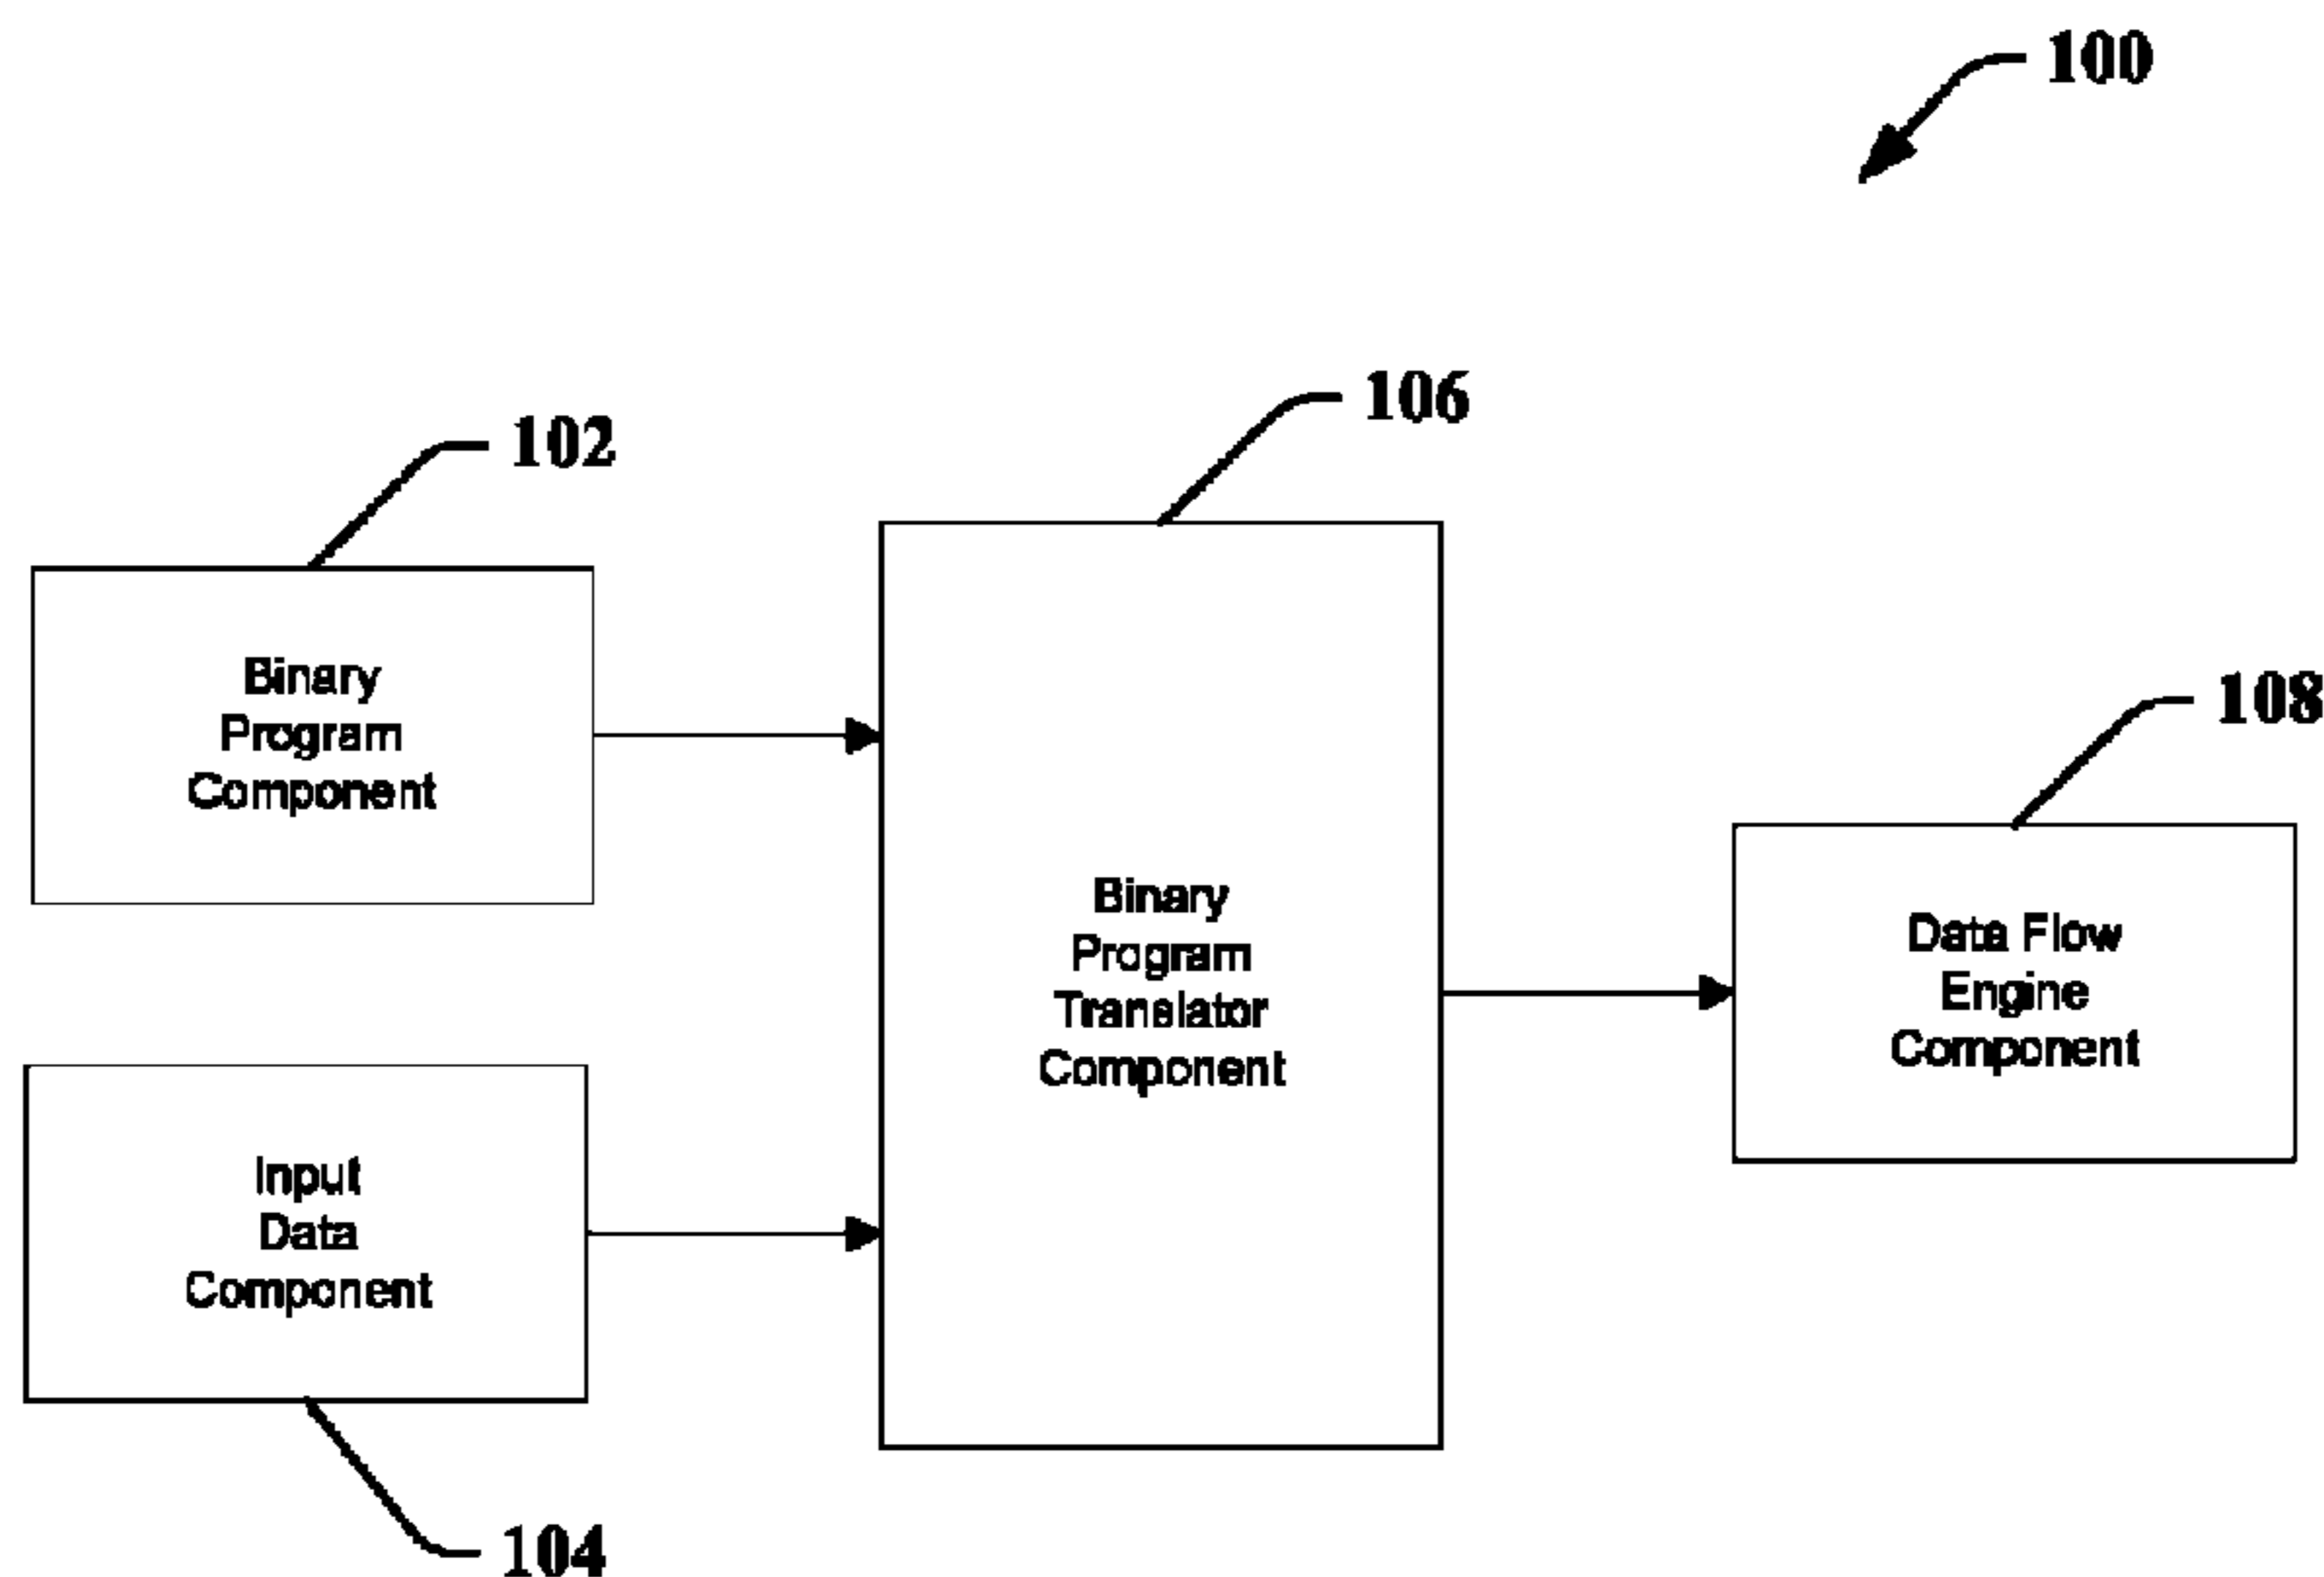 100
106
102
Binary
Program
Component
108
Binary
Program
Translator
Component
Data Flow
Engine
Component
Input
Data
Component
104